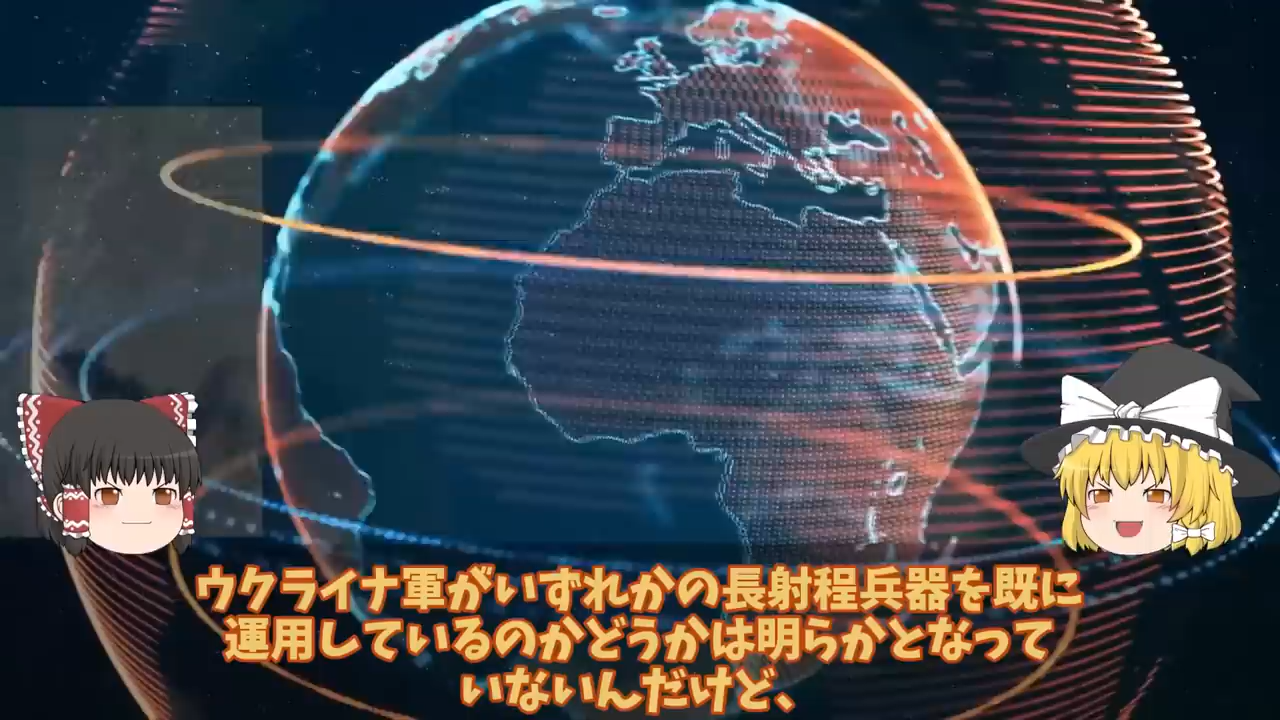 ウクライナ軍がいずれかの長射程兵器を既に
運用しているのかどうかは明らかとなって
いないんだけど、